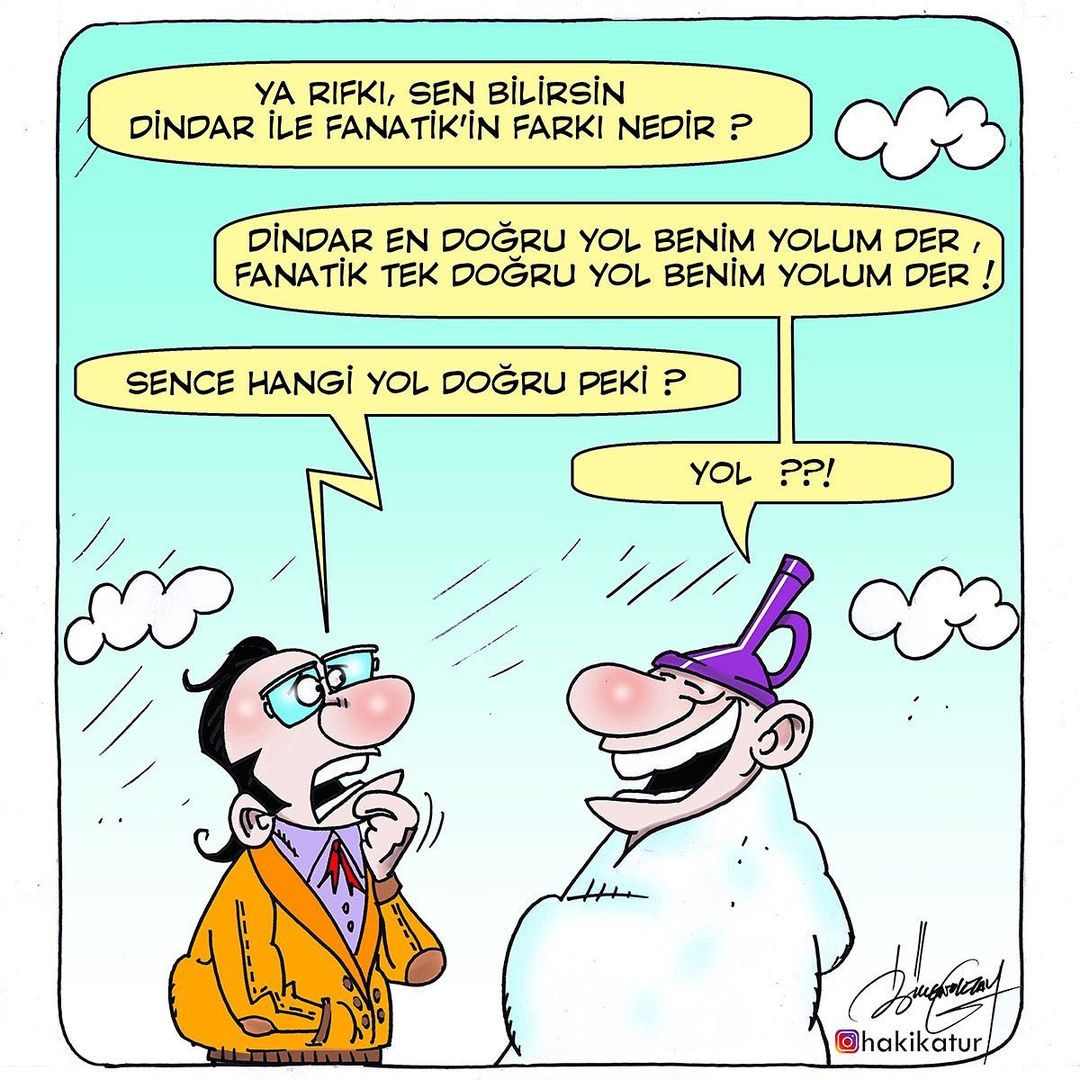 YA RIFKI, SEN BİLİRSİN
DİNDAR İLE FANATİK'İN FARKI NEDİR ?
DİNDAR EN DOĞRU YOL BENİM YOLUM DER ,
FANATİK TEK DOĞRU YOL BENİM YOLUM DER !
SENCE HANGİ YOL DOĞRU PEKİ ?
YOL ??!
hakikatur